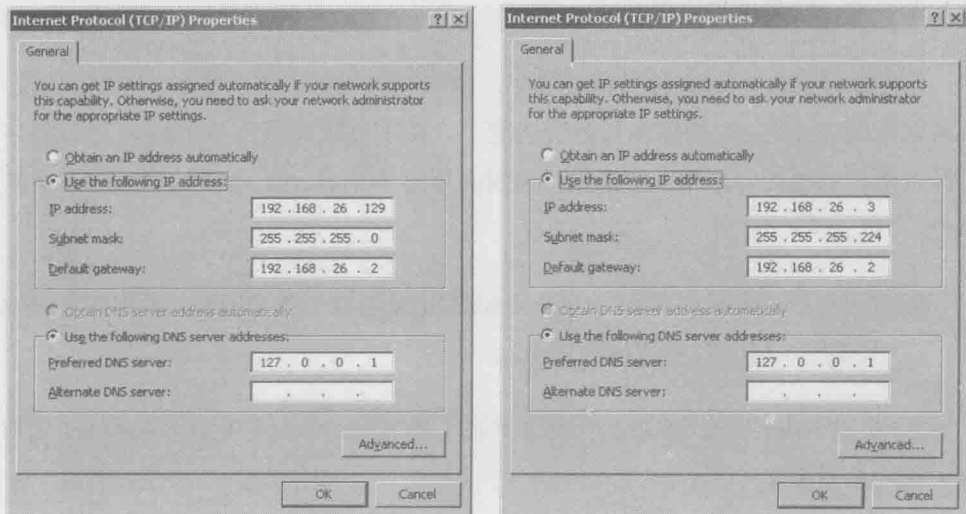 Internet Protocol (TCP/IP) Properties
General
You can get IP settings assigned automatically if your network supports
this capability. Otherwise, you need to ask your network administrator
for the appropriate IP settings.
Obtain an IP address automatically
Use the following IP address:
IP address: 192 . 168 . 26 . 129
Subnet mask: 255 . 255 . 255 . 0
Default gateway: 192 . 168 . 26 . 2
Obtain DNS server address automatically
Use the following DNS server addresses:
Preferred DNS server: 127 . 0 . 0 . 1
Alternate DNS server: . . .
Advanced...
OK Cancel
Internet Protocol (TCP/IP) Properties
General
You can get IP settings assigned automatically if your network supports
this capability. Otherwise, you need to ask your network administrator
for the appropriate IP settings.
Obtain an IP address automatically
Use the following IP address:
IP address: 192 . 168 . 26 . 3
Subnet mask: 255 . 255 . 255 . 224
Default gateway: 192 . 168 . 26 . 2
Obtain DNS server address automatically
Use the following DNS server addresses:
Preferred DNS server: 127 . 0 . 0 . 1
Alternate DNS server: . . .
Advanced...
OK Cancel